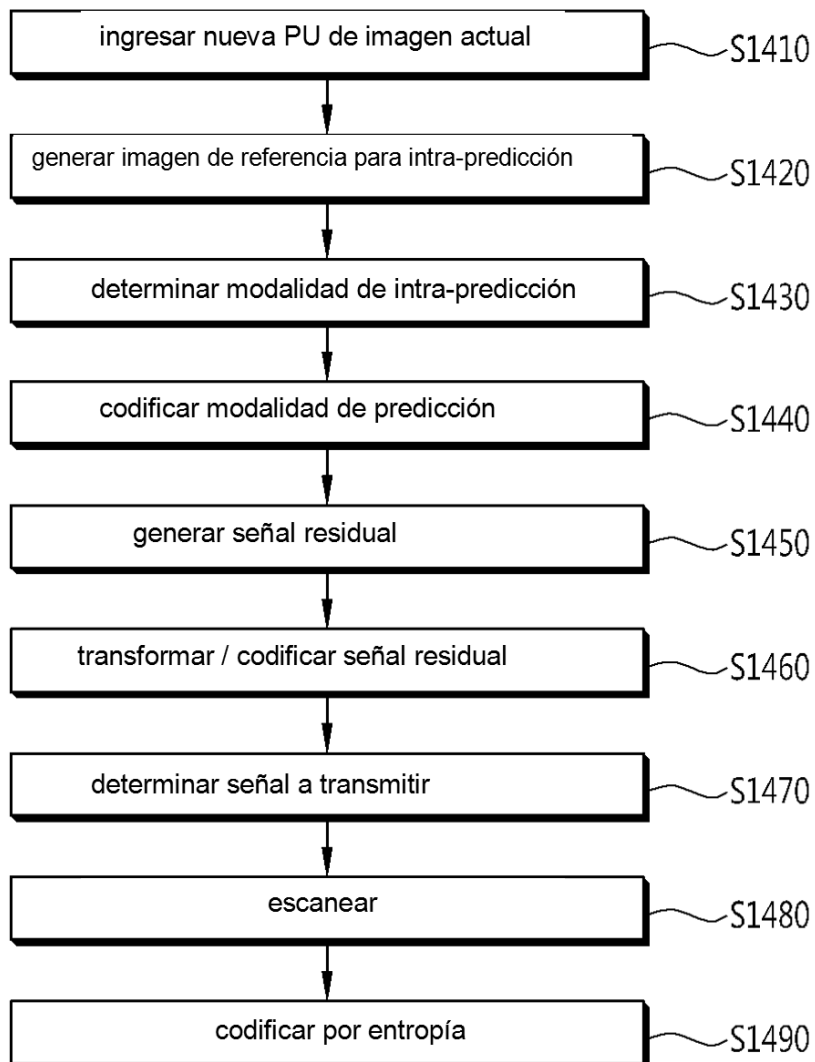 ingresar nueva PU de imagen actual
S1410
generar imagen de referencia para intra-predicción
S1420
determinar modalidad de intra-predicción
S1430
codificar modalidad de predicción
S1440
generar señal residual
S1450
transformar / codificar señal residual
S1460
determinar señal a transmitir
S1470
escanear
S1480
codificar por entropía
S1490